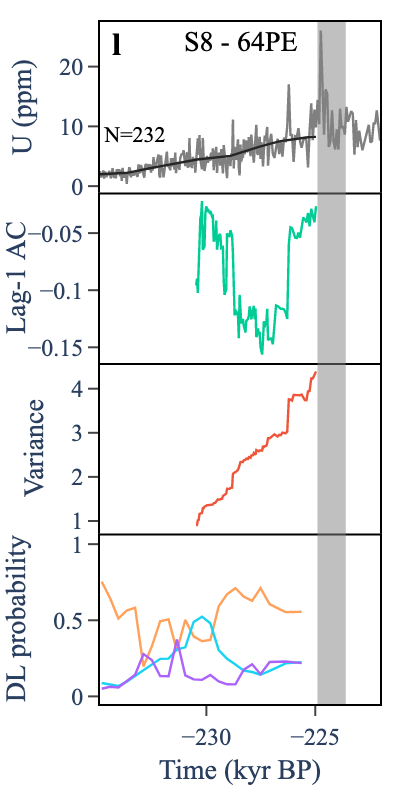 l
S8 - 64PE
U (ppm)
20
10
0
N=232
Lag-1 AC
−0.05
−0.1
−0.15
Variance
4
3
2
1
DL probability
1
0.5
0
−230
−225
Time (kyr BP)